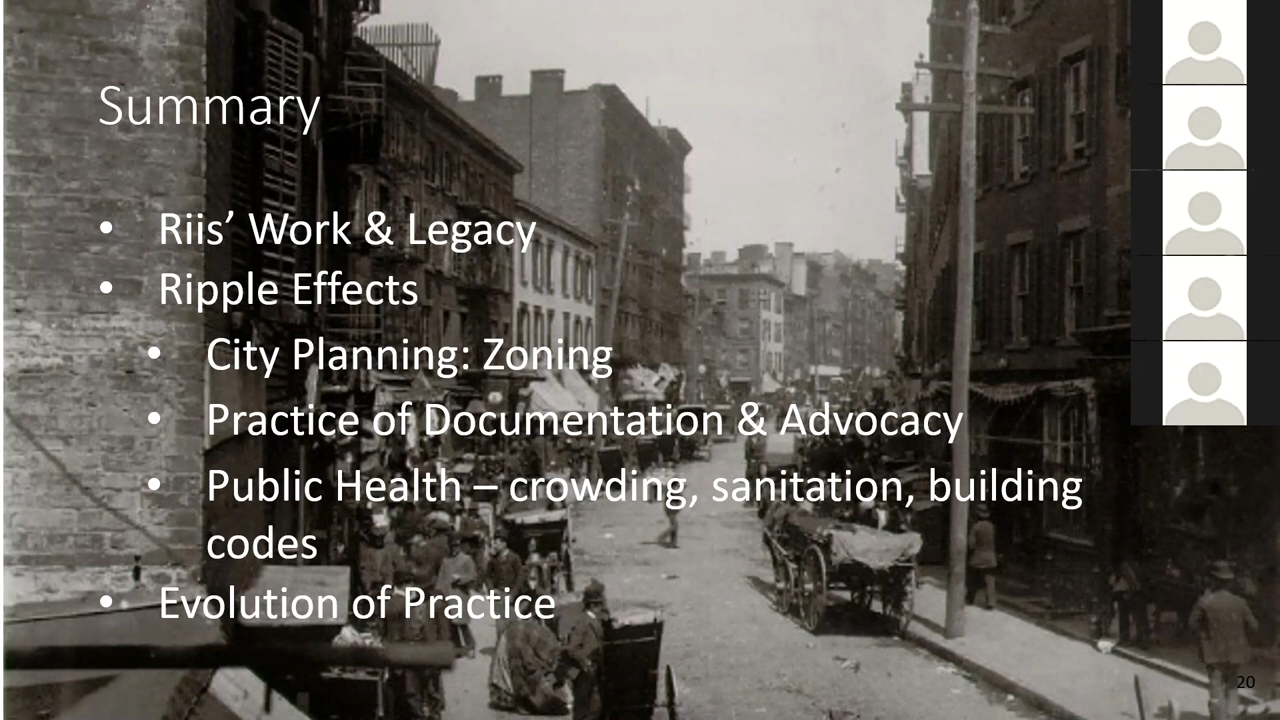 Summary
• Riis’ Work & Legacy
• Ripple Effects
• City Planning: Zoning
• Practice of Documentation & Advocacy
• Public Health – crowding, sanitation, building
codes
• Evolution of Practice
20